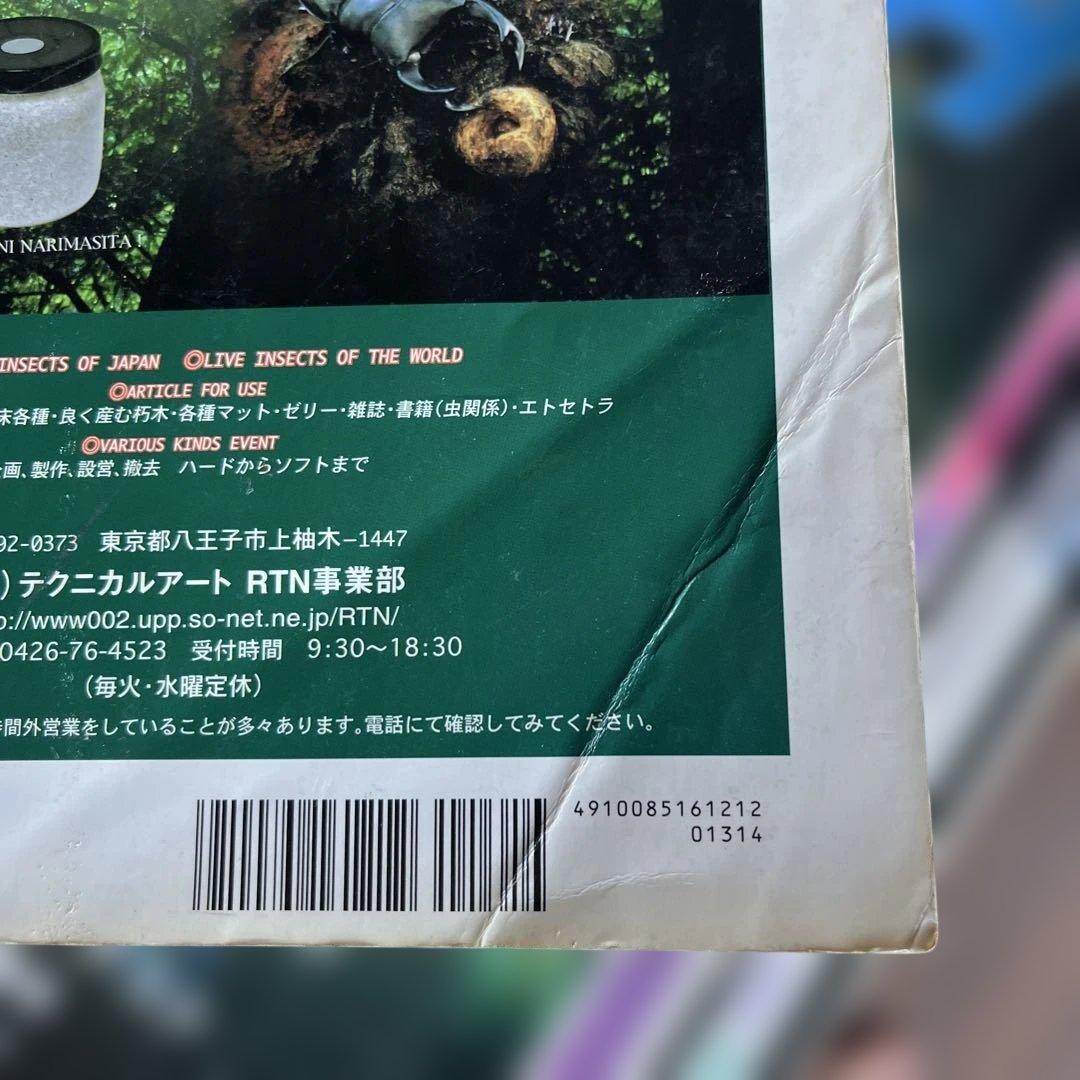 NI NARIMASITA !
INSECTS OF JAPAN ◎LIVE INSECTS OF THE WORLD
◎ARTICLE FOR USE
末各種・良く産む朽木・各種マット・ゼリー・雑誌・書籍(虫関係)・エトセトラ
◎VARIOUS KINDS EVENT
画、製作、設営、撤去 ハードからソフトまで
92-0373 東京都八王子市上柚木−1447
) テクニカルアート RTN事業部
p://www002.upp.so-net.ne.jp/RTN/
0426-76-4523 受付時間 9:30〜18:30
(毎火・水曜定休)
時間外営業をしていることが多々あります。電話にて確認してみてください。
4910085161212
01314